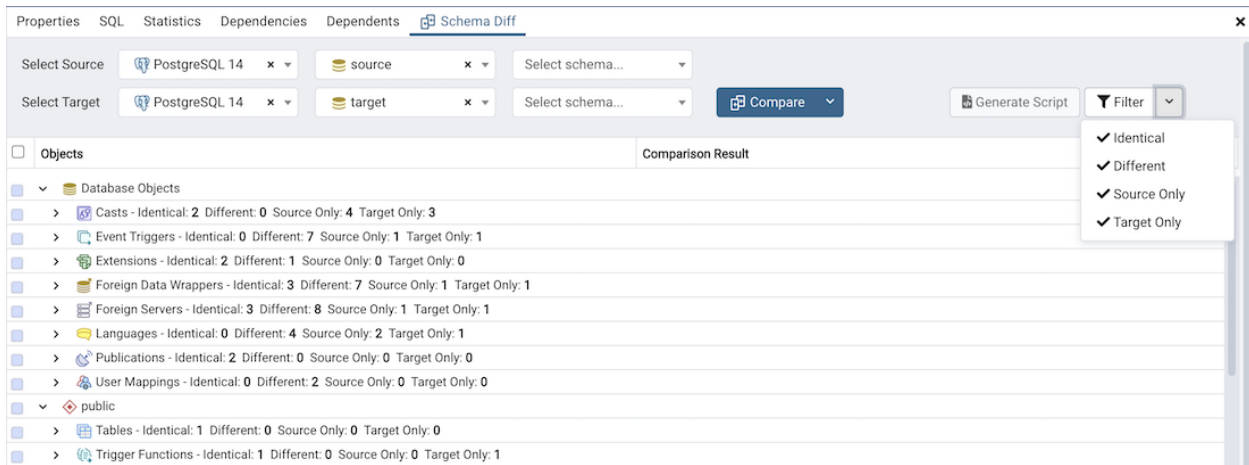 Properties SQL Statistics Dependencies Dependents Schema Diff
Select Source PostgreSQL 14 source Select schema...
Select Target PostgreSQL 14 target Select schema... Compare Generate Script Filter
Identical
Different
Source Only
Target Only
Objects Comparison Result
Database Objects
Casts - Identical: 2 Different: 0 Source Only: 4 Target Only: 3
Event Triggers - Identical: 0 Different: 7 Source Only: 1 Target Only: 1
Extensions - Identical: 2 Different: 1 Source Only: 0 Target Only: 0
Foreign Data Wrappers - Identical: 3 Different: 7 Source Only: 1 Target Only: 1
Foreign Servers - Identical: 3 Different: 8 Source Only: 1 Target Only: 1
Languages - Identical: 0 Different: 4 Source Only: 2 Target Only: 1
Publications - Identical: 2 Different: 0 Source Only: 0 Target Only: 0
User Mappings - Identical: 0 Different: 2 Source Only: 0 Target Only: 0
public
Tables - Identical: 1 Different: 0 Source Only: 0 Target Only: 0
Trigger Functions - Identical: 1 Different: 0 Source Only: 0 Target Only: 1